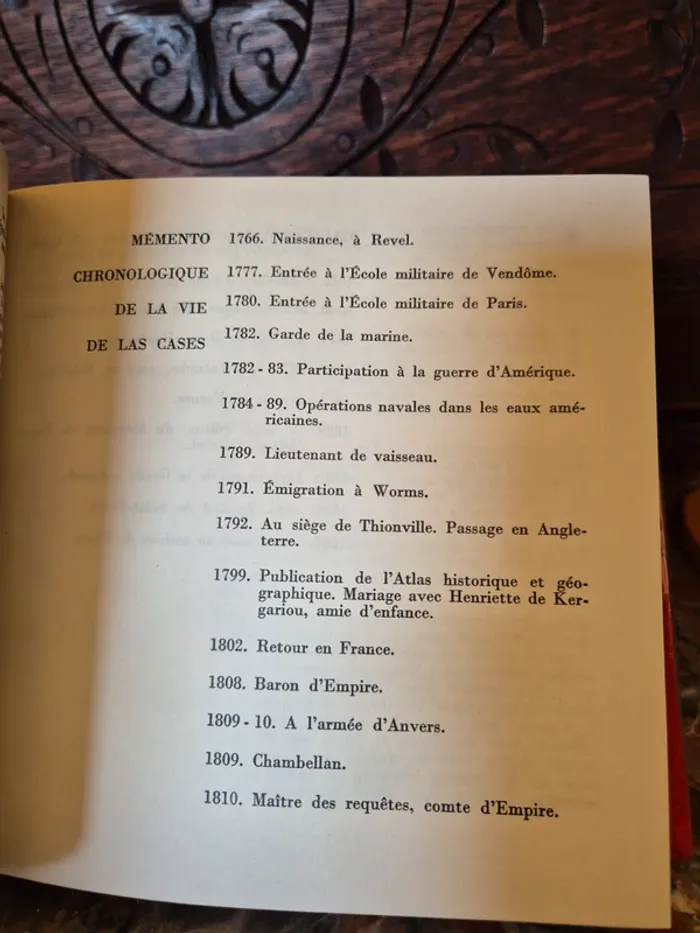 MÉMENTO
CHRONOLOGIQUE
DE LA VIE
DE LAS CASES
1766. Naissance, à Revel.
1777. Entrée à l'École militaire de Vendôme.
1780. Entrée à l'École militaire de Paris.
1782. Garde de la marine.
1782 - 83. Participation à la guerre d'Amérique.
1784 - 89. Opérations navales dans les eaux amé-
ricaines.
1789. Lieutenant de vaisseau.
1791. Émigration à Worms.
1792. Au siège de Thionville. Passage en Angle-
terre.
1799. Publication de l'Atlas historique et géo-
graphique. Mariage avec Henriette de Ker-
gariou, amie d'enfance.
1802. Retour en France.
1808. Baron d'Empire.
1809 - 10. A l'armée d'Anvers.
1809. Chambellan.
1810. Maître des requêtes, comte d'Empire.